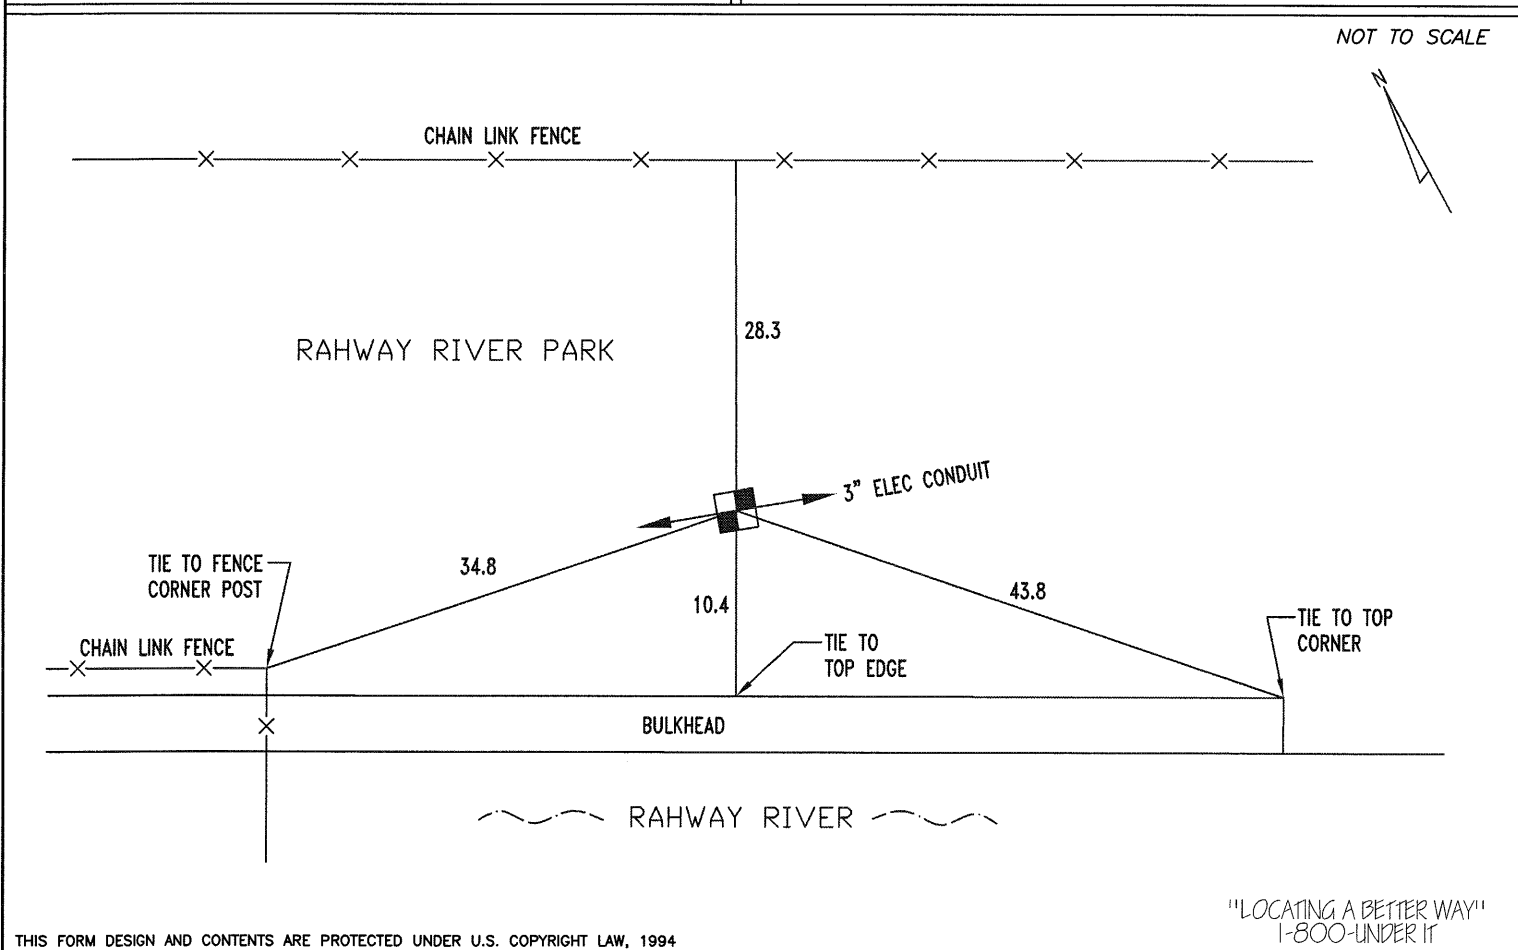 NOT TO SCALE
N
CHAIN LINK FENCE
28.3
RAHWAY RIVER PARK
3" ELEC CONDUIT
TIE TO FENCE
CORNER POST
34.8
10.4
43.8
TIE TO TOP
CORNER
CHAIN LINK FENCE
TIE TO
TOP EDGE
BULKHEAD
RAHWAY RIVER
"LOCATING A BETTER WAY"
1-800-UNDER IT
THIS FORM DESIGN AND CONTENTS ARE PROTECTED UNDER U.S. COPYRIGHT LAW, 1994